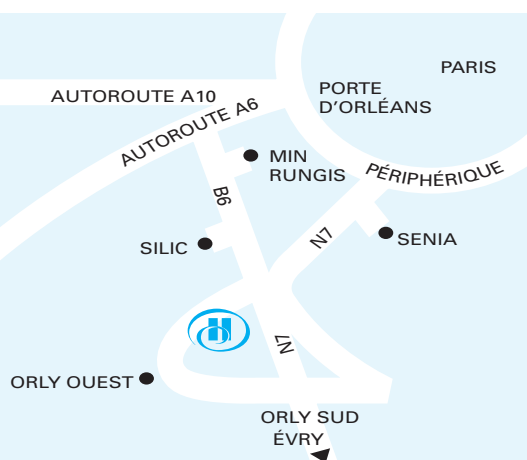 PARIS
AUTOROUTE A10
PORTE
D'ORLÉANS
AUTOROUTE A6
MIN
RUNGIS
PÉRIPHÉRIQUE
B6
N7
SENIA
SILIC
H
N7
ORLY OUEST
ORLY SUD
ÉVRY